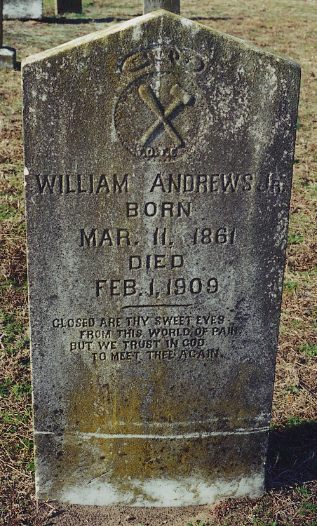 WILLIAM ANDREWS Jr
BORN
MAR. 11. 1861
DIED
FEB. 1, 1909
CLOSED ARE THY SWEET EYES
FROM THIS WORLD OF PAIN
BUT WE TRUST IN GOD
TO MEET THEE AGAIN.